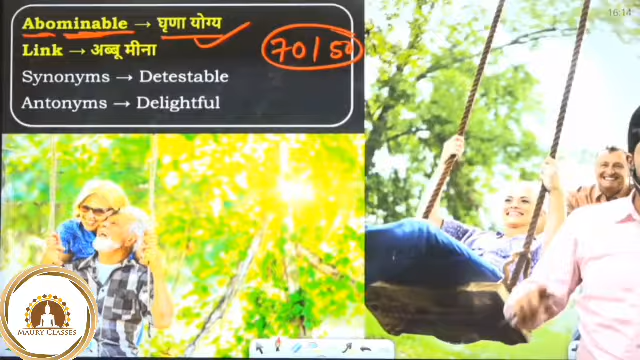 Abominable → घृणा योग्य
Link → अब्बू मीना
Synonyms → Detestable
Antonyms → Delightful
70/50
16:14
MAURY CLASSES